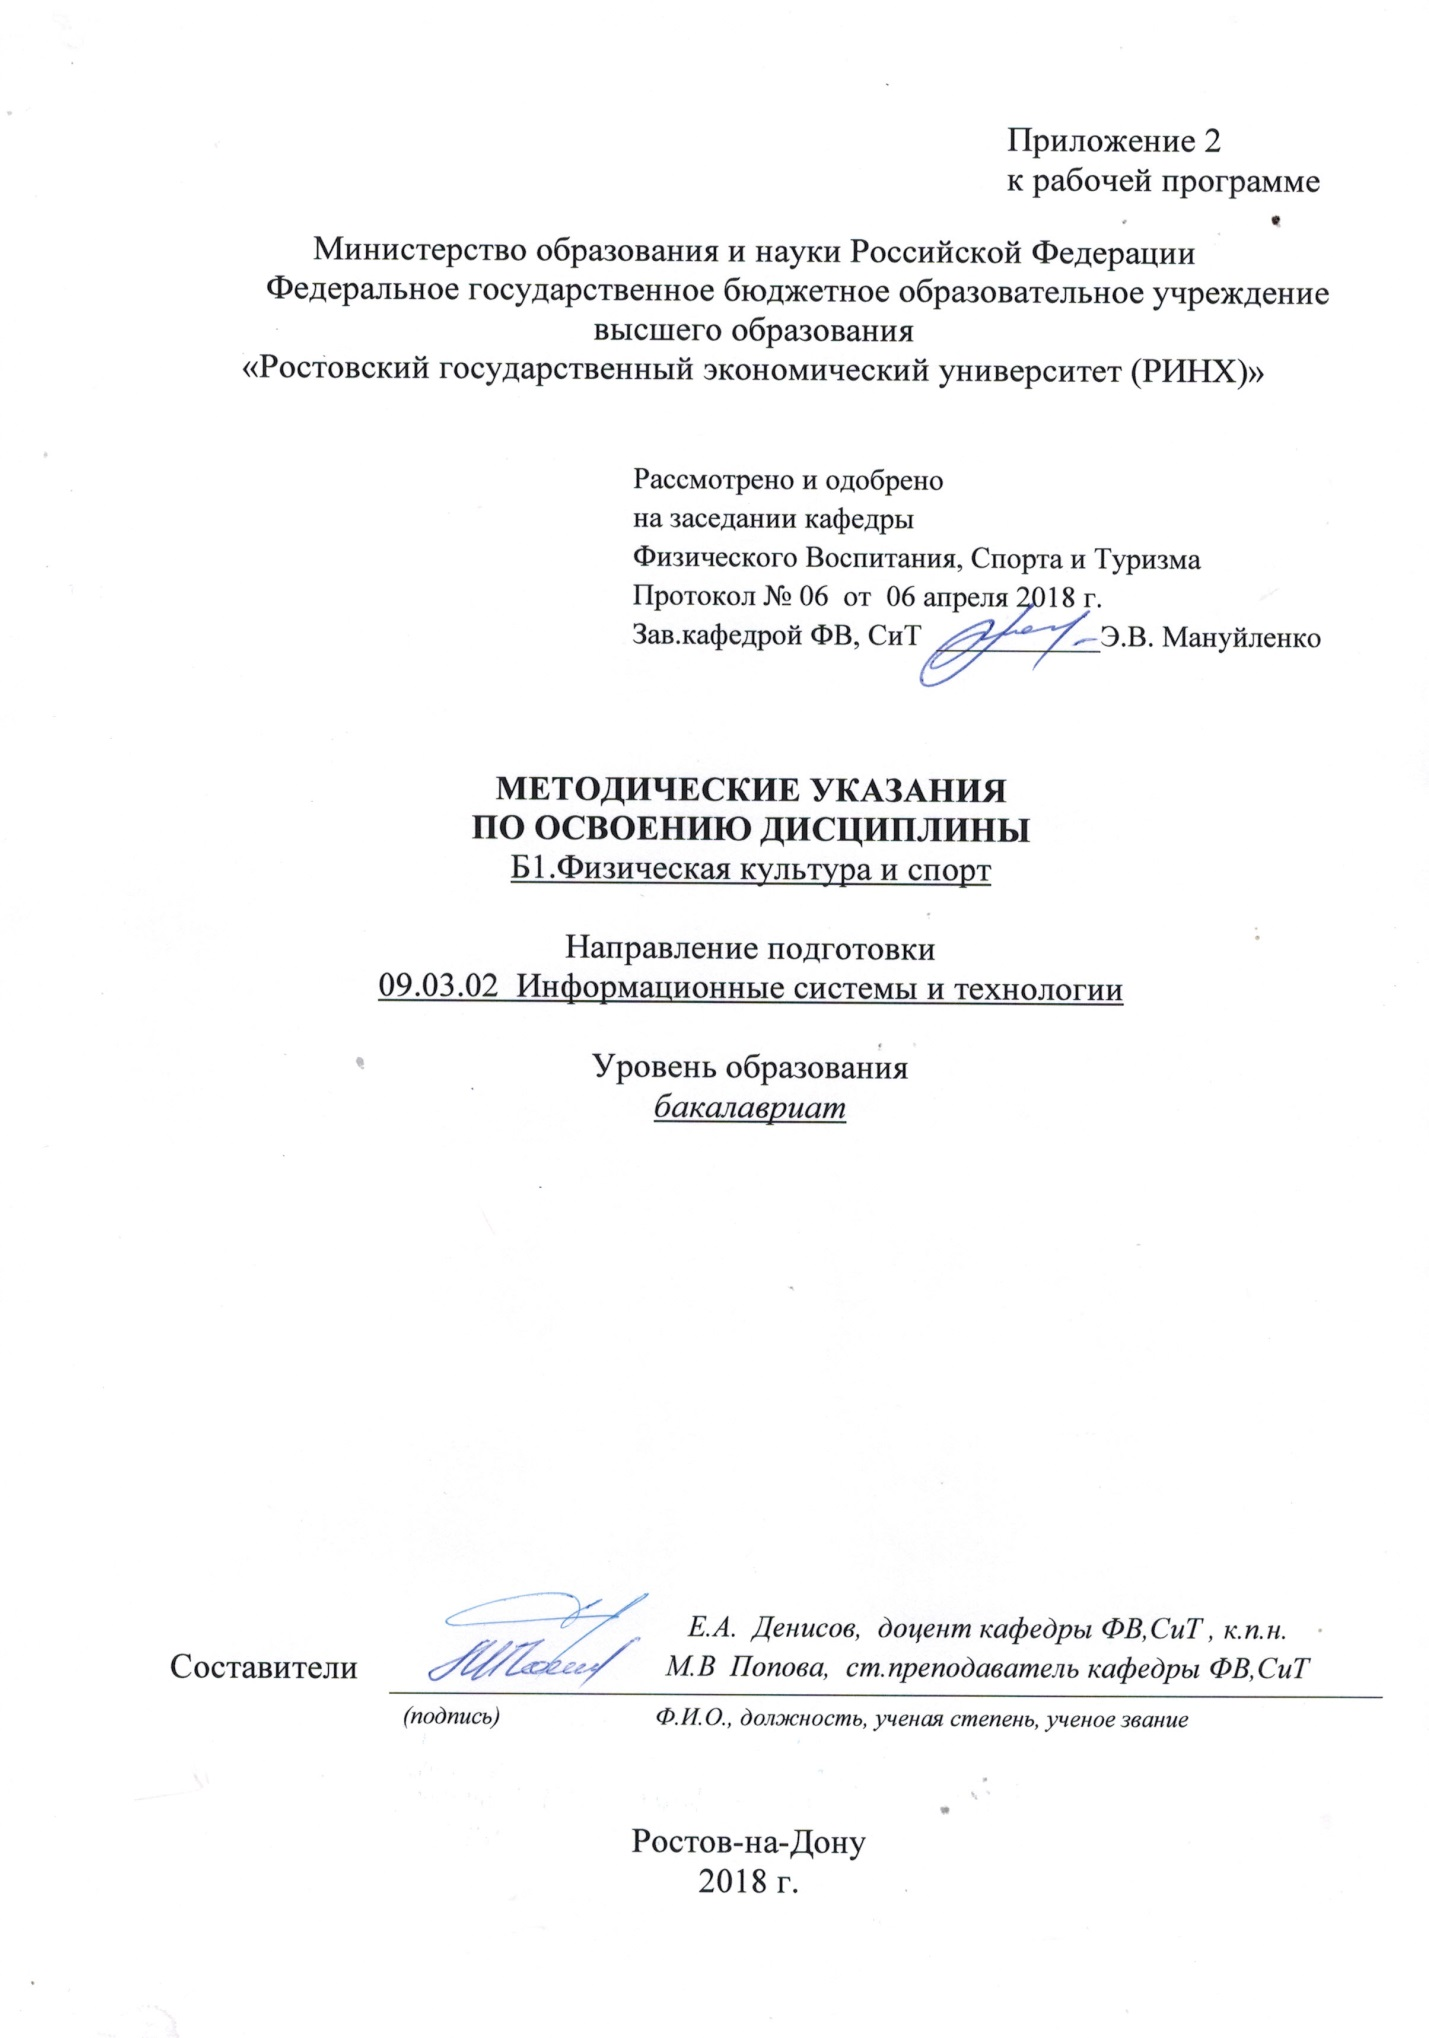 Приложение 2
к рабочей программе
Министерство образования и науки Российской Федерации
Федеральное государственное бюджетное образовательное учреждение
высшего образования
«Ростовский государственный экономический университет (РИНХ)»
Рассмотрено и одобрено
на заседании кафедры
Физического Воспитания, Спорта и Туризма
Протокол № 06 от 06 апреля 2018 г.
Зав.кафедрой ФВ, СиТ ____________Э.В. Мануйленко
МЕТОДИЧЕСКИЕ УКАЗАНИЯ
ПО ОСВОЕНИЮ ДИСЦИПЛИНЫ
Б1.Физическая культура и спорт
Направление подготовки
09.03.02 Информационные системы и технологии
Уровень образования
бакалавриат
Е.А. Денисов, доцент кафедры ФВ,СиТ , к.п.н.
Составители М.В Попова, ст.преподаватель кафедры ФВ,СиТ
(подпись) Ф.И.О., должность, ученая степень, ученое звание
Ростов-на-Дону
2018 г.